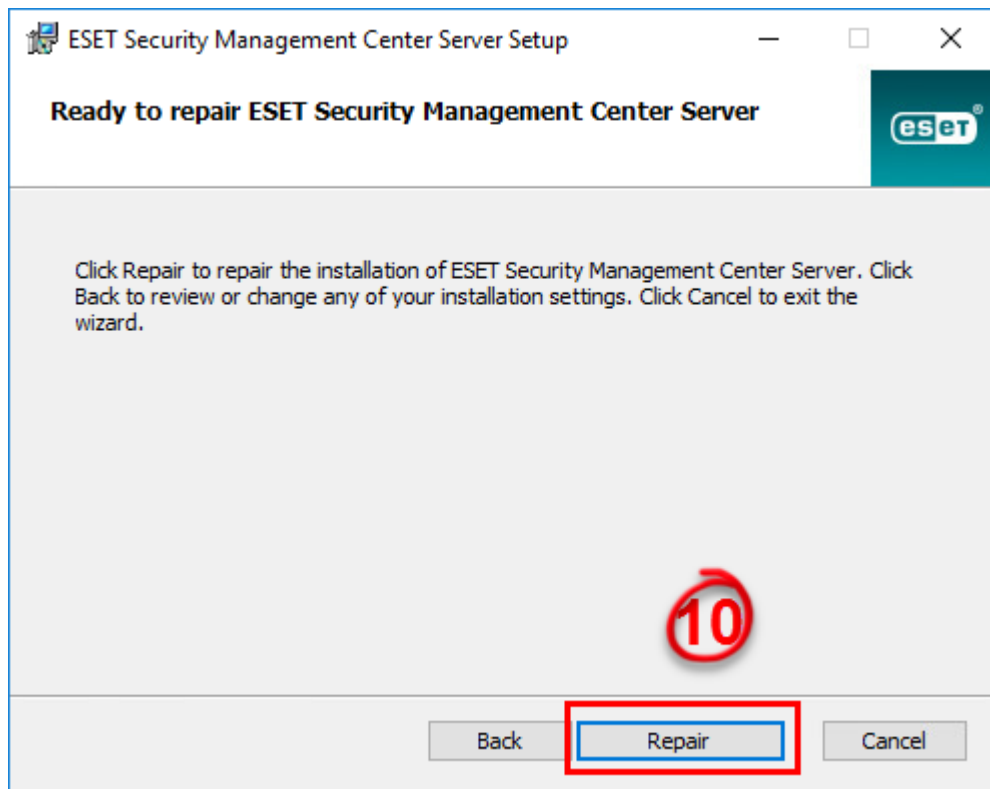 ESET Security Management Center Server Setup
Ready to repair ESET Security Management Center Server
eseT®
Click Repair to repair the installation of ESET Security Management Center Server. Click
Back to review or change any of your installation settings. Click Cancel to exit the
wizard.
10
Back Repair Cancel